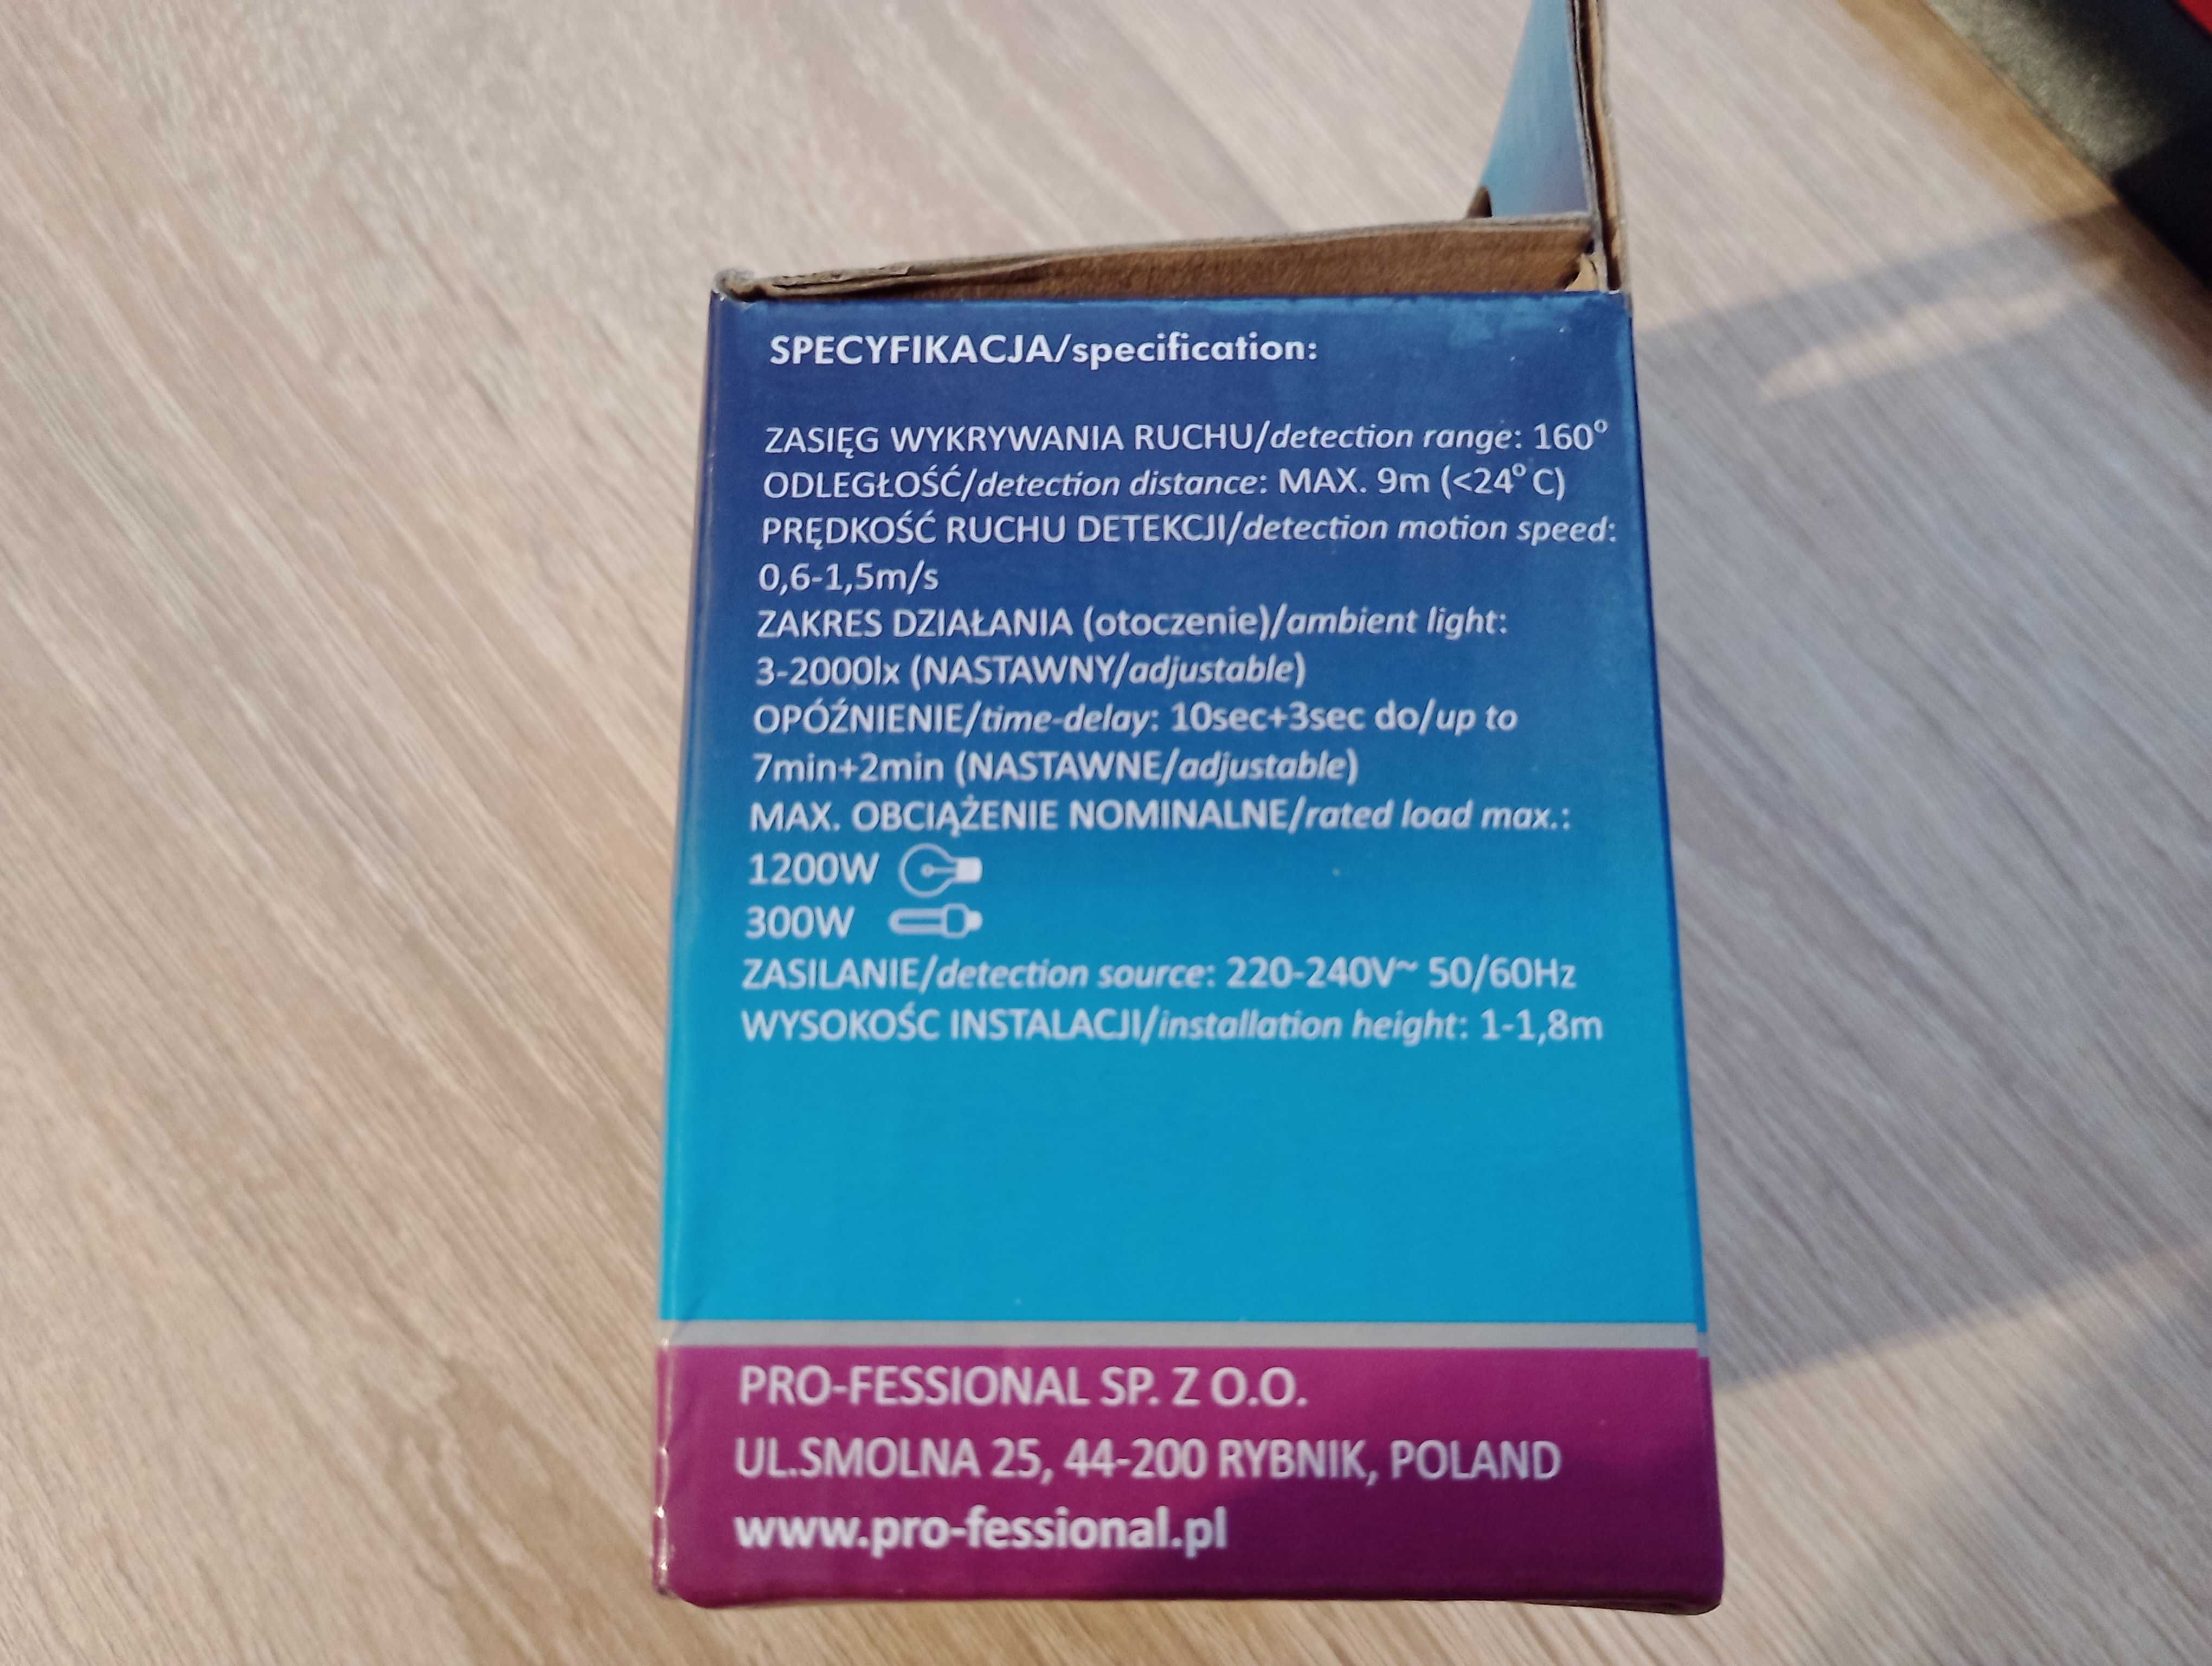 SPECYFIKACJA/specification:
ZASIĘG WYKRYWANIA RUCHU/detection range: 160°
ODLEGŁOŚĆ/detection distance: MAX. 9m (<24°C)
PRĘDKOŚĆ RUCHU DETEKCJI/detection motion speed:
0,6-1,5m/s
ZAKRES DZIAŁANIA (otoczenie)/ambient light:
3-2000lx (NASTAWNY/adjustable)
OPÓŹNIENIE/time-delay: 10sec+3sec do/up to
7min+2min (NASTAWNE/adjustable)
MAX. OBCIĄŻENIE NOMINALNE/rated load max.:
1200W
300W
ZASILANIE/detection source: 220-240V~ 50/60Hz
WYSOKOŚC INSTALACJI/installation height: 1-1,8m
PRO-FESSIONAL SP. Z O.O.
UL.SMOLNA 25, 44-200 RYBNIK, POLAND
www.pro-fessional.pl